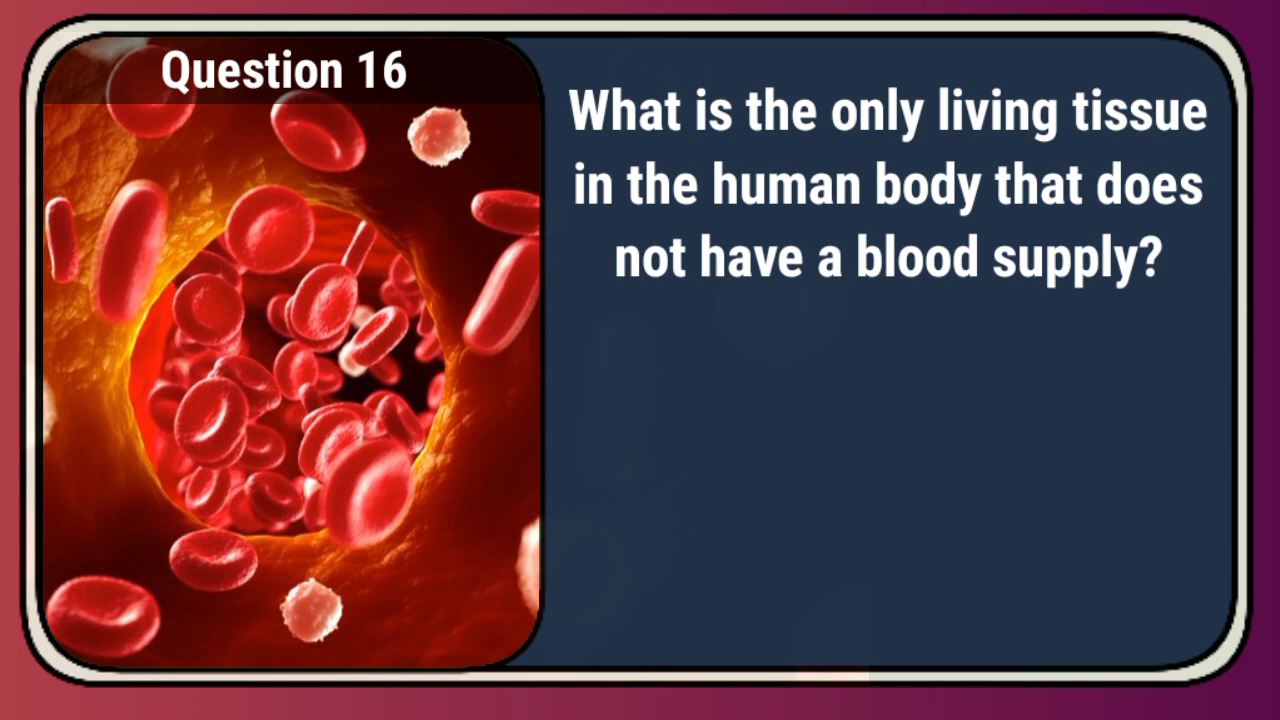 Question 16
What is the only living tissue
in the human body that does
not have a blood supply?